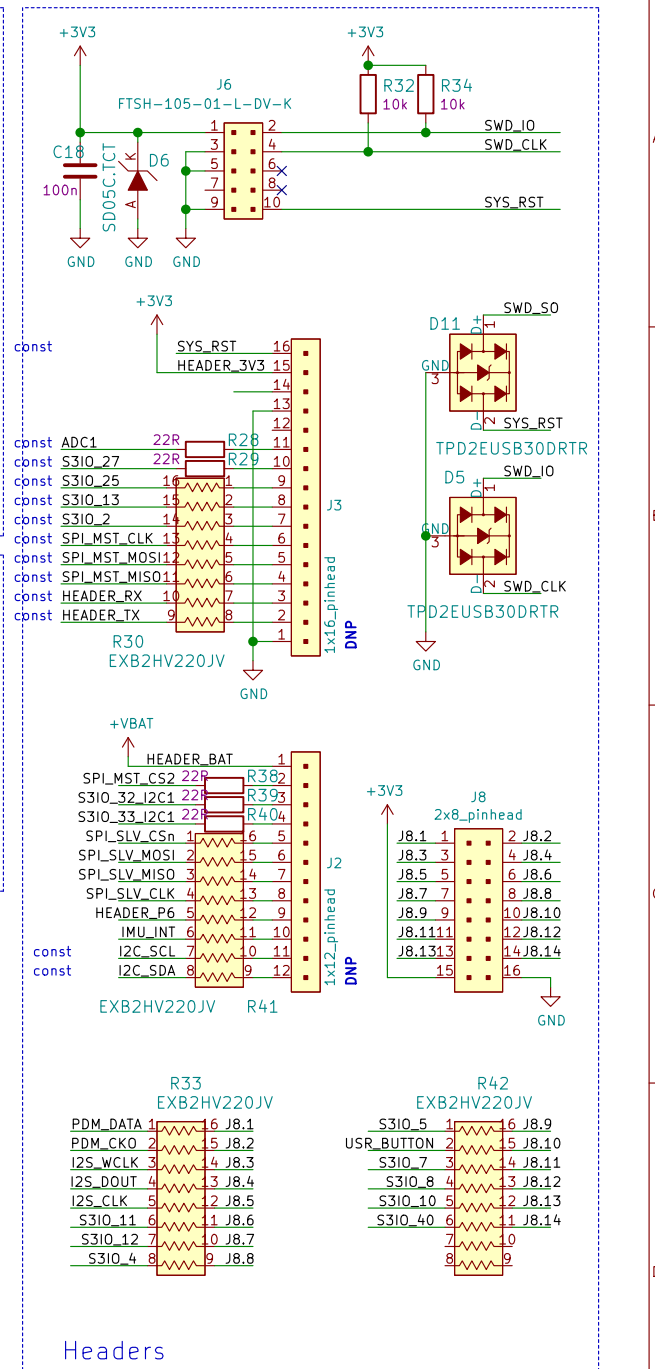 +3V3 +3V3
J6
FTSH-105-01-L-DV-K
R32 R34
10k 10k
C18
100n
SD05C.TCT
K
D6
A
1 2 SWD_IO
3 4 SWD_CLK
5 6
7 8
9 10 SYS_RST
GND GND GND
+3V3
const SYS_RST 16
HEADER_3V3 15
14
13
12
const ADC1 22R R28 11
const S3IO_27 22R R29 10
const S3IO_25 16 1 9
const S3IO_13 15 2 8
const S3IO_2 14 3 7
const SPI_MST_CLK 13 4 6
const SPI_MST_MOSI 12 5 5
const SPI_MST_MISO 11 6 4
const HEADER_RX 10 7 3
const HEADER_TX 9 8 2
1
J3
1x16_pinhead
DNP
R30
EXB2HV220JV
GND
SWD_SO
D11
D+
1
GND
3
D-
2
SYS_RST
TPD2EUSB30DRTR
SWD_IO
D5
D+
1
GND
3
D-
2
SWD_CLK
TPD2EUSB30DRTR
GND
+VBAT
HEADER_BAT 1
SPI_MST_CS2 22R R38 2
S3IO_32_I2C1 22R R39 3
S3IO_33_I2C1 22R R40 4
SPI_SLV_CSn 1 16 5
SPI_SLV_MOSI 2 15 6
SPI_SLV_MISO 3 14 7
SPI_SLV_CLK 4 13 8
HEADER_P6 5 12 9
IMU_INT 6 11 10
const I2C_SCL 7 10 11
const I2C_SDA 8 9 12
J2
1x12_pinhead
DNP
EXB2HV220JV R41
+3V3
J8
2x8_pinhead
J8.1 1 2 J8.2
J8.3 3 4 J8.4
J8.5 5 6 J8.6
J8.7 7 8 J8.8
J8.9 9 10 J8.10
J8.11 11 12 J8.12
J8.13 13 14 J8.14
15 16
GND
R33
EXB2HV220JV
PDM_DATA 1 16 J8.1
PDM_CKO 2 15 J8.2
I2S_WCLK 3 14 J8.3
I2S_DOUT 4 13 J8.4
I2S_CLK 5 12 J8.5
S3IO_11 6 11 J8.6
S3IO_12 7 10 J8.7
S3IO_4 8 9 J8.8
R42
EXB2HV220JV
S3IO_5 1 16 J8.9
USR_BUTTON 2 15 J8.10
S3IO_7 3 14 J8.11
S3IO_8 4 13 J8.12
S3IO_10 5 12 J8.13
S3IO_40 6 11 J8.14
7 10
8 9
Headers